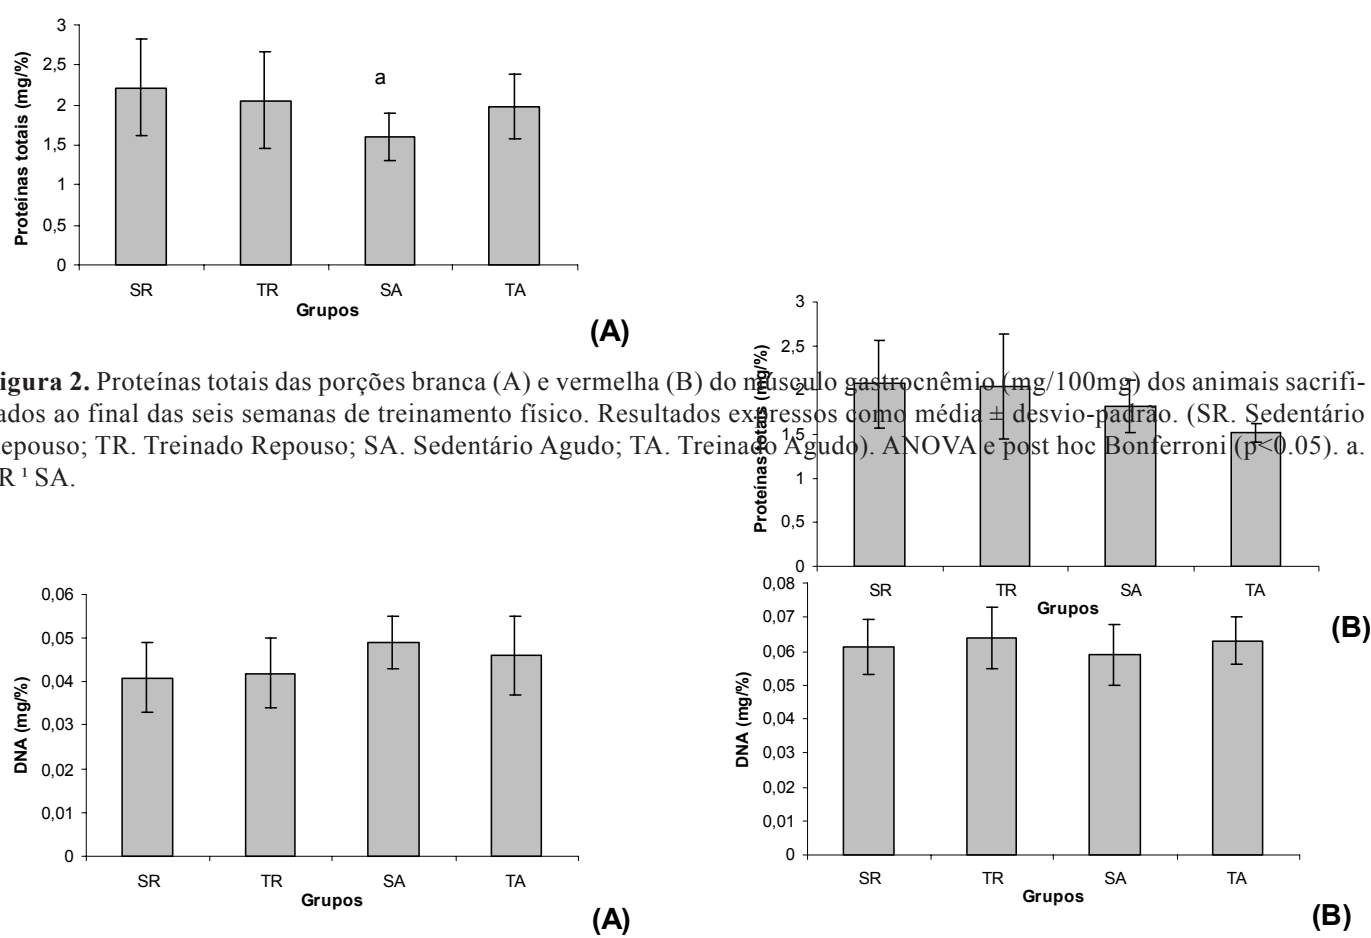 3
2,5
2
1,5
1
0,5
0
Proteínas totais (mg/%)
a
SR TR SA TA
Grupos
(A)
3
2,5
2
1,5
1
0,5
0
Proteínas totais (mg/%)
SR TR SA TA
Grupos
(B)
igura 2. Proteínas totais das porções branca (A) e vermelha (B) do músculo gastrocnêmio (mg/100mg) dos animais sacrifi-
ados ao final das seis semanas de treinamento físico. Resultados expressos como média ± desvio-padrão. (SR. Sedentário
epouso; TR. Treinado Repouso; SA. Sedentário Agudo; TA. Treinado Agudo). ANOVA e post hoc Bonferroni (p<0.05). a.
R ¹ SA.
0,06
0,05
0,04
0,03
0,02
0,01
0
DNA (mg/%)
SR TR SA TA
Grupos
(A)
0,08
0,07
0,06
0,05
0,04
0,03
0,02
0,01
0
DNA (mg/%)
SR TR SA TA
Grupos
(B)